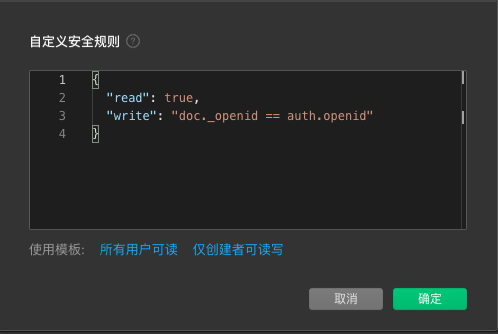 自定义安全规则 ?
1 {
2 "read": true,
3 "write": "doc._openid == auth.openid"
4 }
使用模板: 所有用户可读 仅创建者可读写
取消 确定